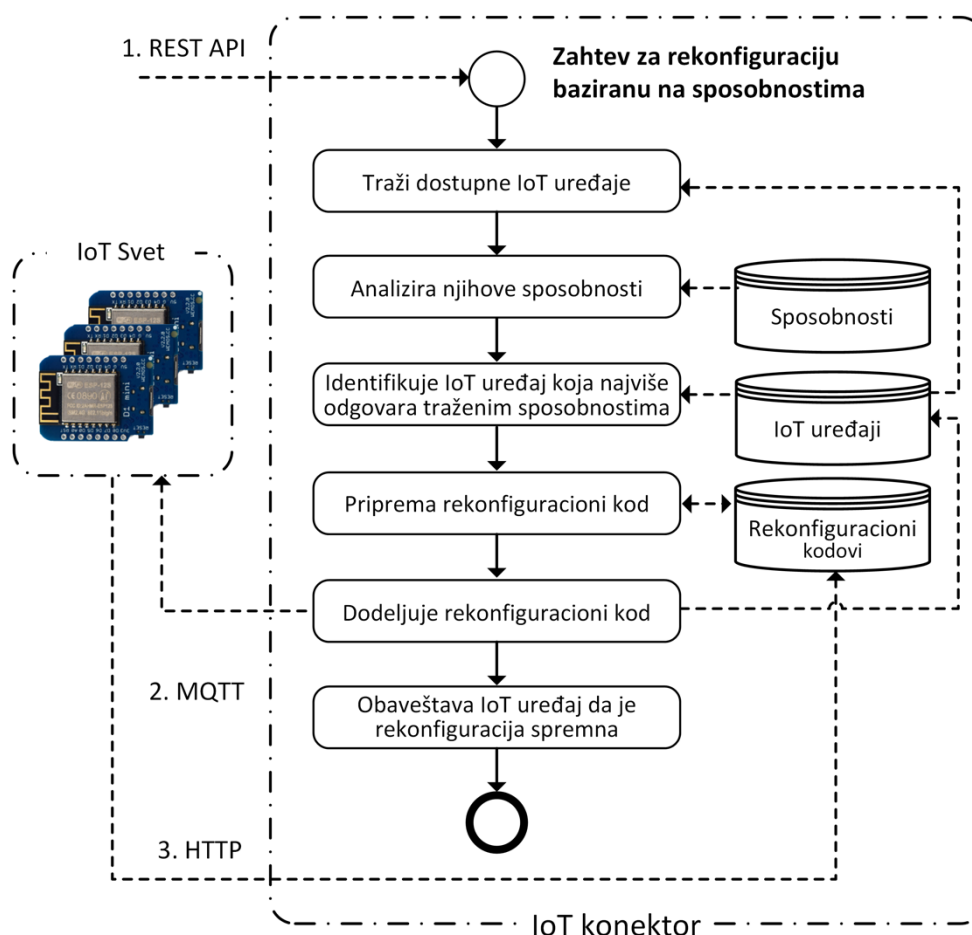 1. REST API
Zahtev za rekonfiguraciju
baziranu na sposobnostima
Traži dostupne IoT uređaje
IoT Svet
Analizira njihove sposobnosti
Sposobnosti
Identifikuje IoT uređaj koja najviše
odgovara traženim sposobnostima
IoT uređaji
D1 mini
Priprema rekonfiguracioni kod
Rekonfiguracioni
kodovi
Dodeljuje rekonfiguracioni kod
2. MQTT
Obaveštava IoT uređaj da je
rekonfiguracija spremna
3. HTTP
IoT konektor